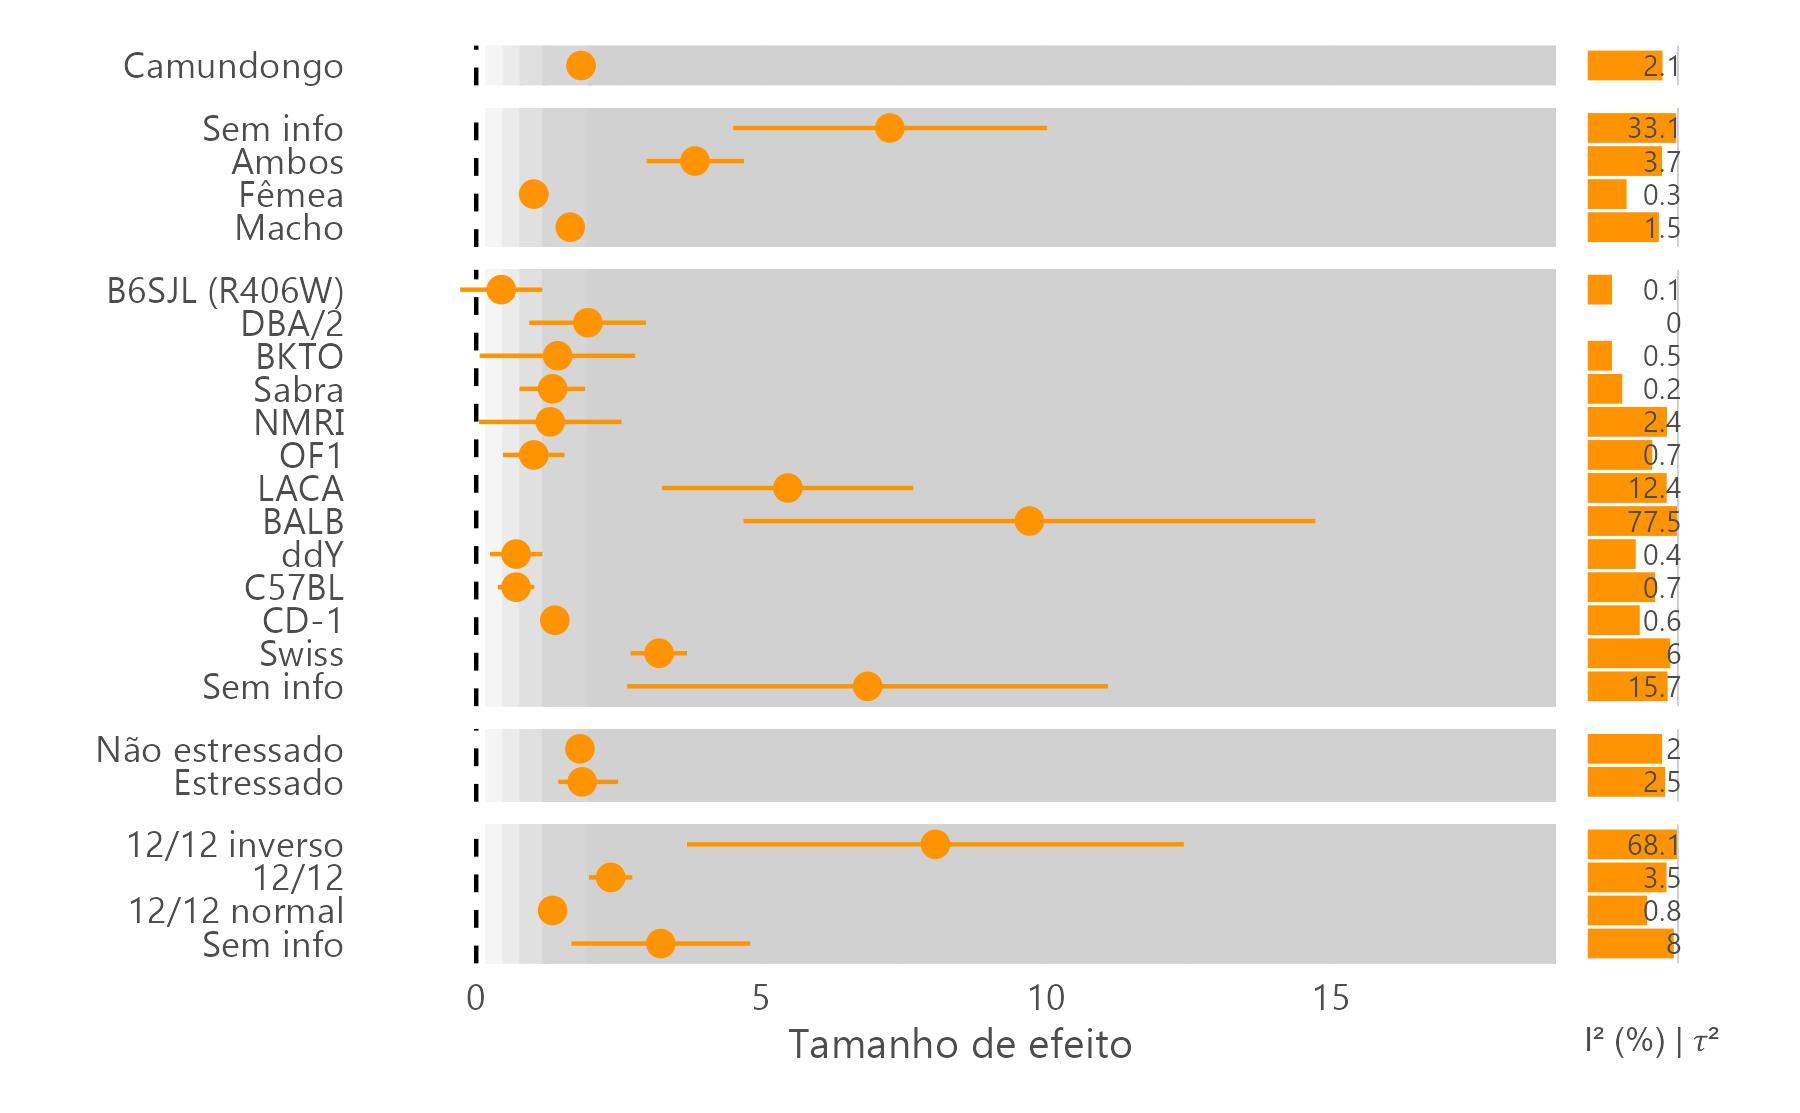 Camundongo 2.1
Sem info 33.1
Ambos 3.7
Fêmea 0.3
Macho 1.5
B6SJL (R406W) 0.1
DBA/2 0
BKTO 0.5
Sabra 0.2
NMRI 2.4
OF1 0.7
LACA 12.4
BALB 77.5
ddY 0.4
C57BL 0.7
CD-1 0.6
Swiss 6
Sem info 15.7
Não estressado 2
Estressado 2.5
12/12 inverso 68.1
12/12 3.5
12/12 normal 0.8
Sem info 8
0 5 10 15
Tamanho de efeito
I² (%) | τ²